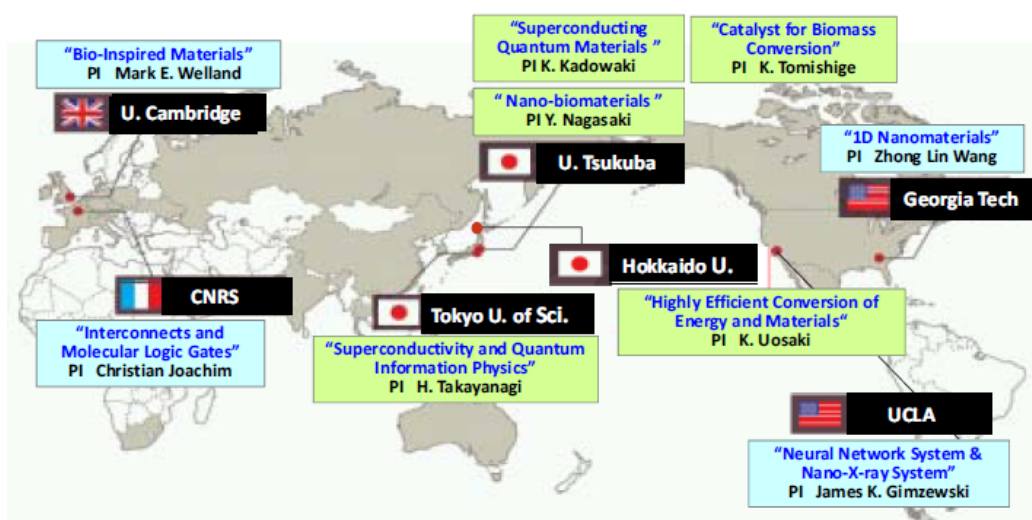 “Bio-Inspired Materials”
PI Mark E. Welland
U. Cambridge
“Superconducting
Quantum Materials ”
PI K. Kadowaki
“Catalyst for Biomass
Conversion”
PI K. Tomishige
“ Nano-biomaterials ”
PI Y. Nagasaki
U. Tsukuba
“1D Nanomaterials”
PI Zhong Lin Wang
Georgia Tech
Hokkaido U.
“Highly Efficient Conversion of
Energy and Materials“
PI K. Uosaki
CNRS
“Interconnects and
Molecular Logic Gates”
PI Christian Joachim
Tokyo U. of Sci.
“Superconductivity and Quantum
Information Physics”
PI H. Takayanagi
UCLA
“Neural Network System &
Nano-X-ray System”
PI James K. Gimzewski